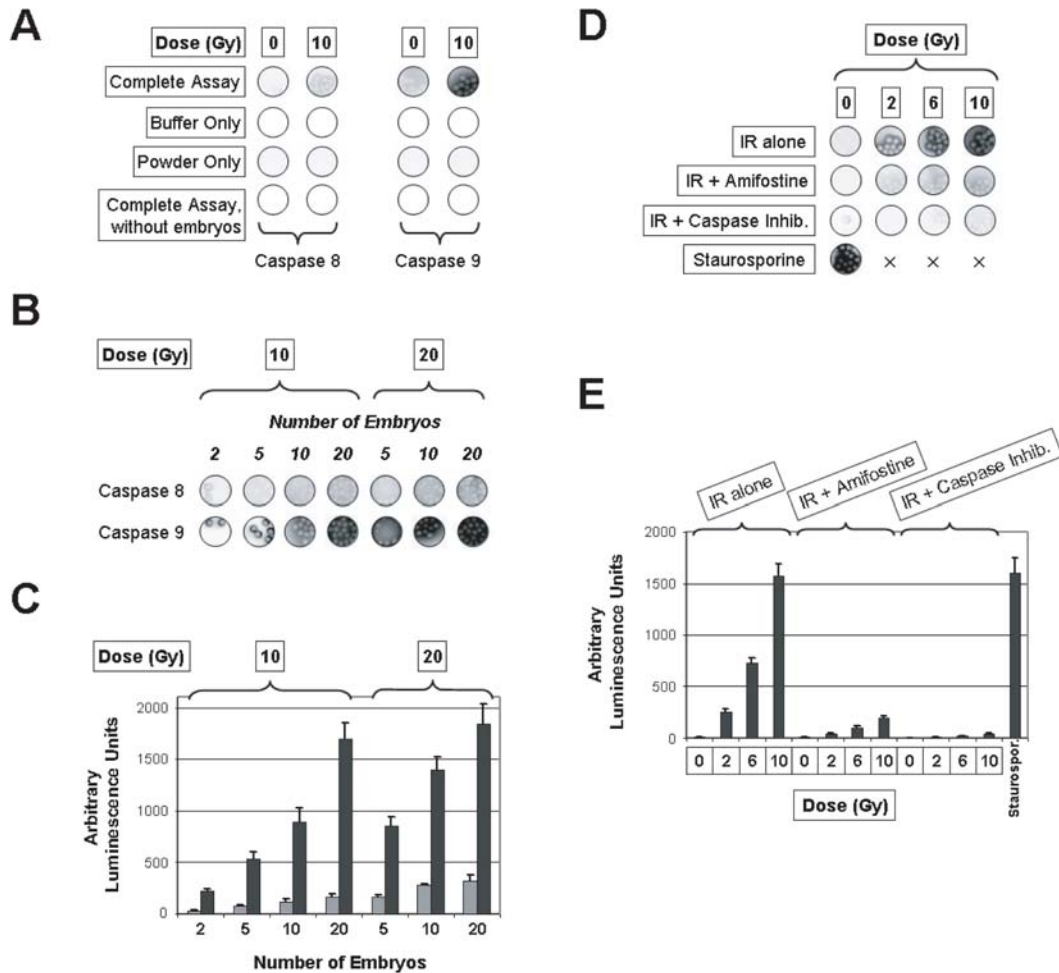 A
Dose (Gy) 0 10 0 10
Complete Assay
Buffer Only
Powder Only
Complete Assay,
without embryos
Caspase 8 Caspase 9
B
Dose (Gy) 10 20
Number of Embryos
2 5 10 20 5 10 20
Caspase 8
Caspase 9
C
Dose (Gy) 10 20
Arbitrary
Luminescence Units
2000
1500
1000
500
0
2 5 10 20 5 10 20
Number of Embryos
D
Dose (Gy)
0 2 6 10
IR alone
IR + Amifostine
IR + Caspase Inhib.
Staurosporine × × ×
E
IR alone
IR + Amifostine
IR + Caspase Inhib.
Arbitrary
Luminescence Units
2000
1500
1000
500
0
0 2 6 10 0 2 6 10 0 2 6 10
Staurospor.
Dose (Gy)